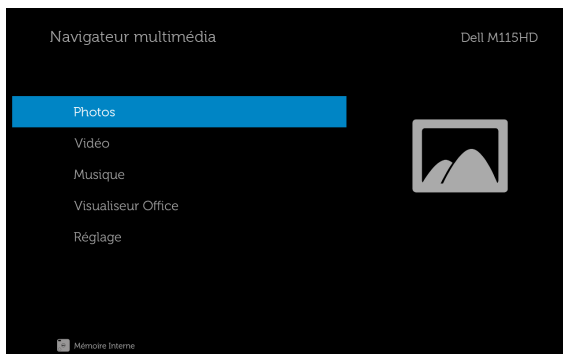 Navigateur multimédia
Dell M115HD
Photos
Vidéo
Musique
Visualiseur Office
Réglage
Mémoire Interne